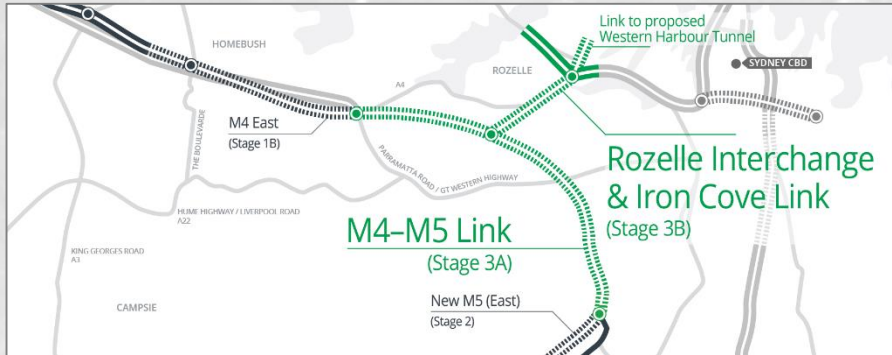 HOMEBUSH
Link to proposed
Western Harbour Tunnel
ROZELLE
SYDNEY CBD
A4
M4 East
(Stage 1B)
THE BOULEVARDE
PARRAMATTA ROAD / GT WESTERN HIGHWAY
Rozelle Interchange
& Iron Cove Link
(Stage 3B)
HUME HIGHWAY / LIVERPOOL ROAD
A22
M4–M5 Link
(Stage 3A)
KING GEORGES ROAD
A3
New M5 (East)
(Stage 2)
CAMPSIE